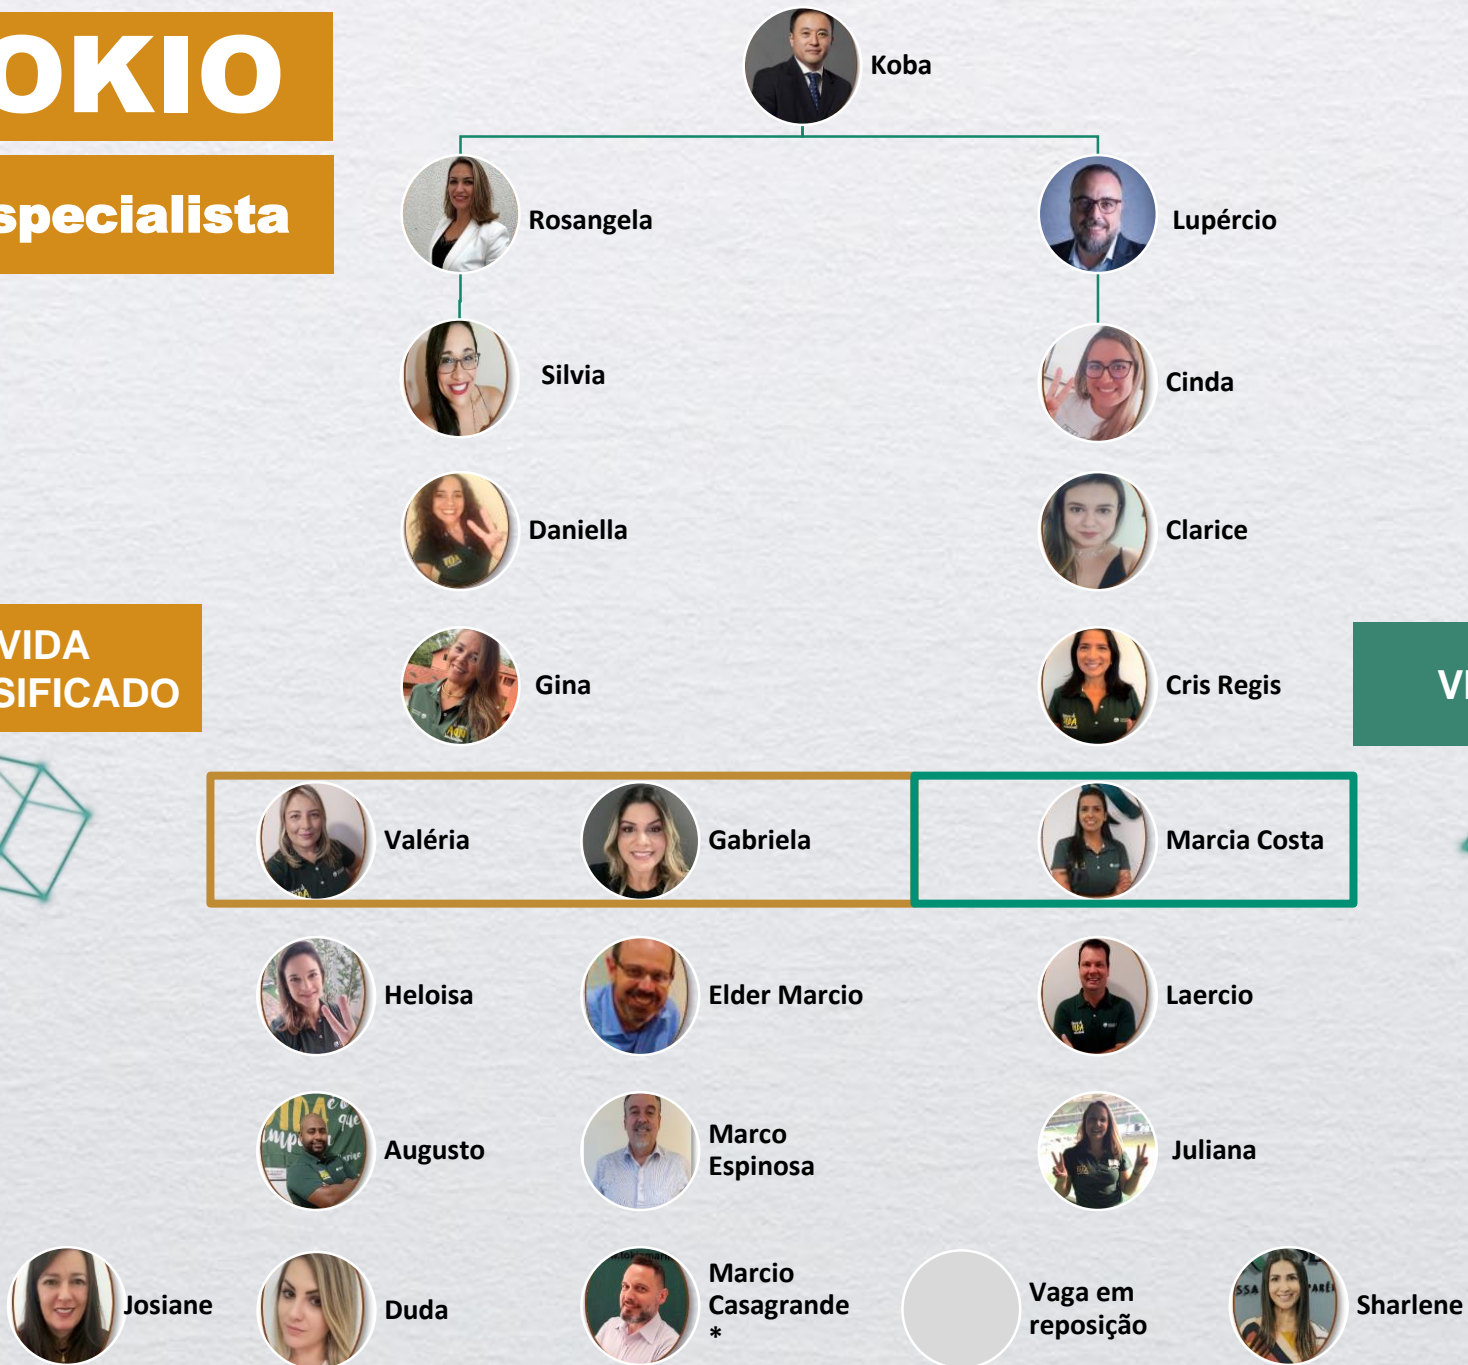 OKIO
specialista
Koba
Rosangela
Lupércio
Silvia
Cinda
Daniella
Clarice
VIDA
SIFICADO
Gina
Cris Regis
VI
Valéria
Gabriela
Marcia Costa
Heloisa
Elder Marcio
Laercio
Augusto
Marco
Espinosa
Juliana
Josiane
Duda
Marcio
Casagrande
*
Vaga em
reposição
Sharlene